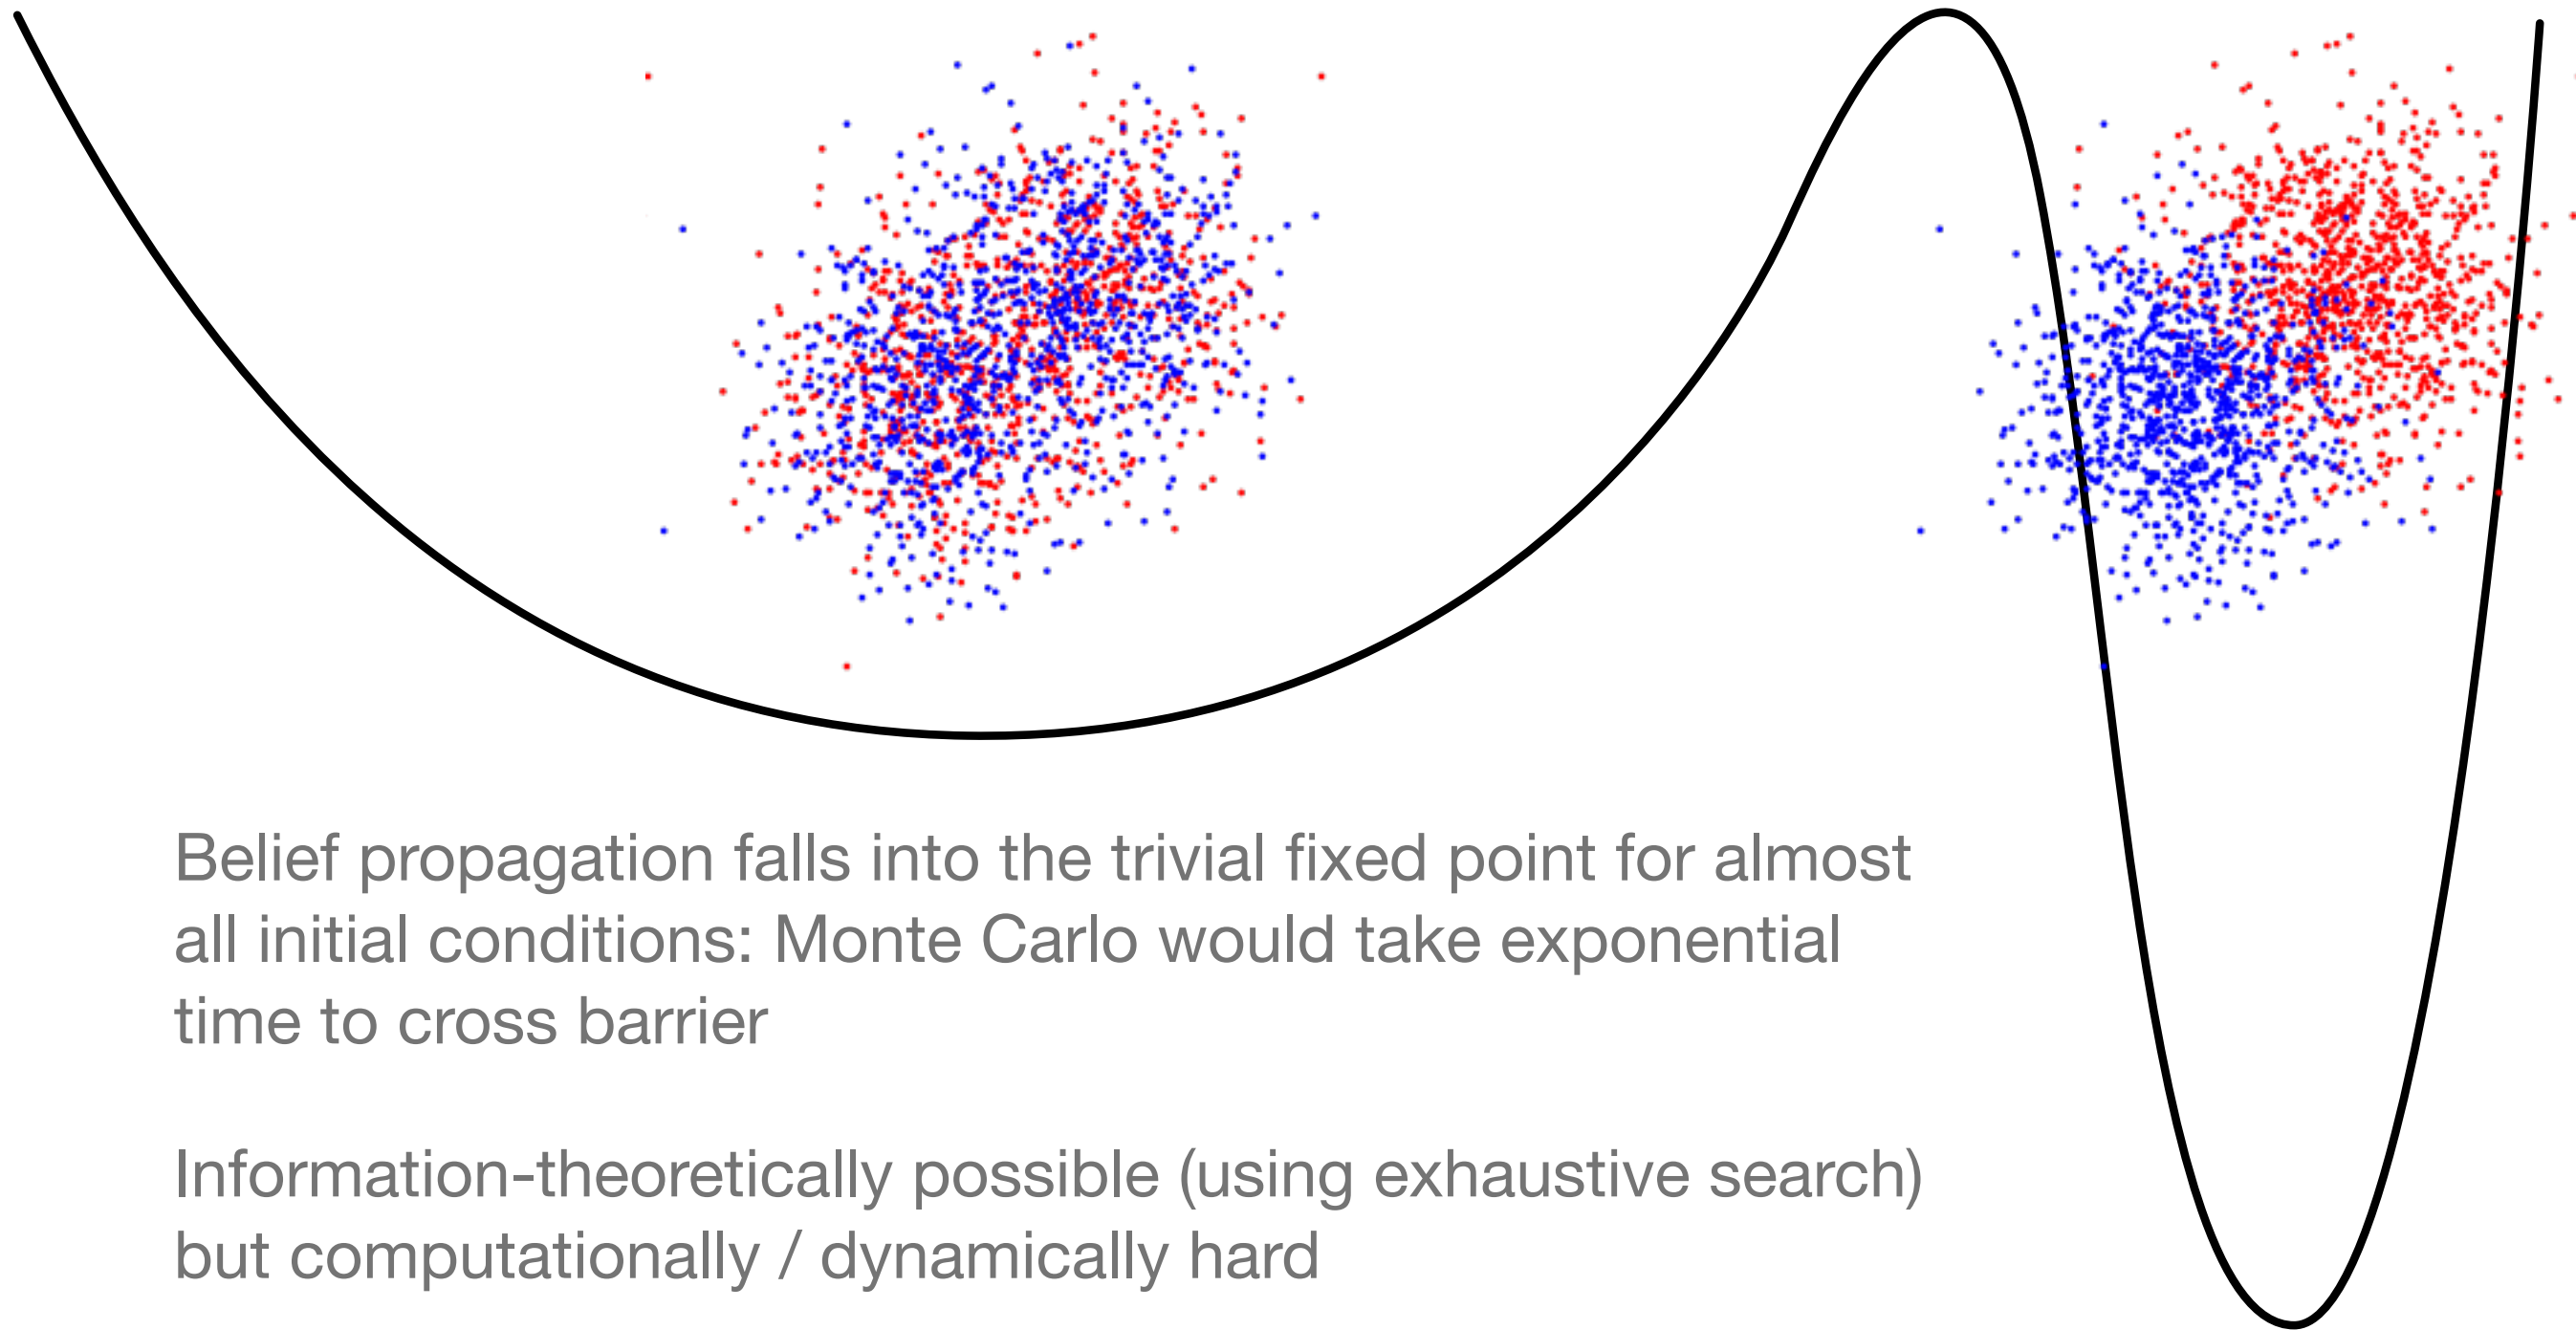 Belief propagation falls into the trivial fixed point for almost
all initial conditions: Monte Carlo would take exponential
time to cross barrier
Information-theoretically possible (using exhaustive search)
but computationally / dynamically hard